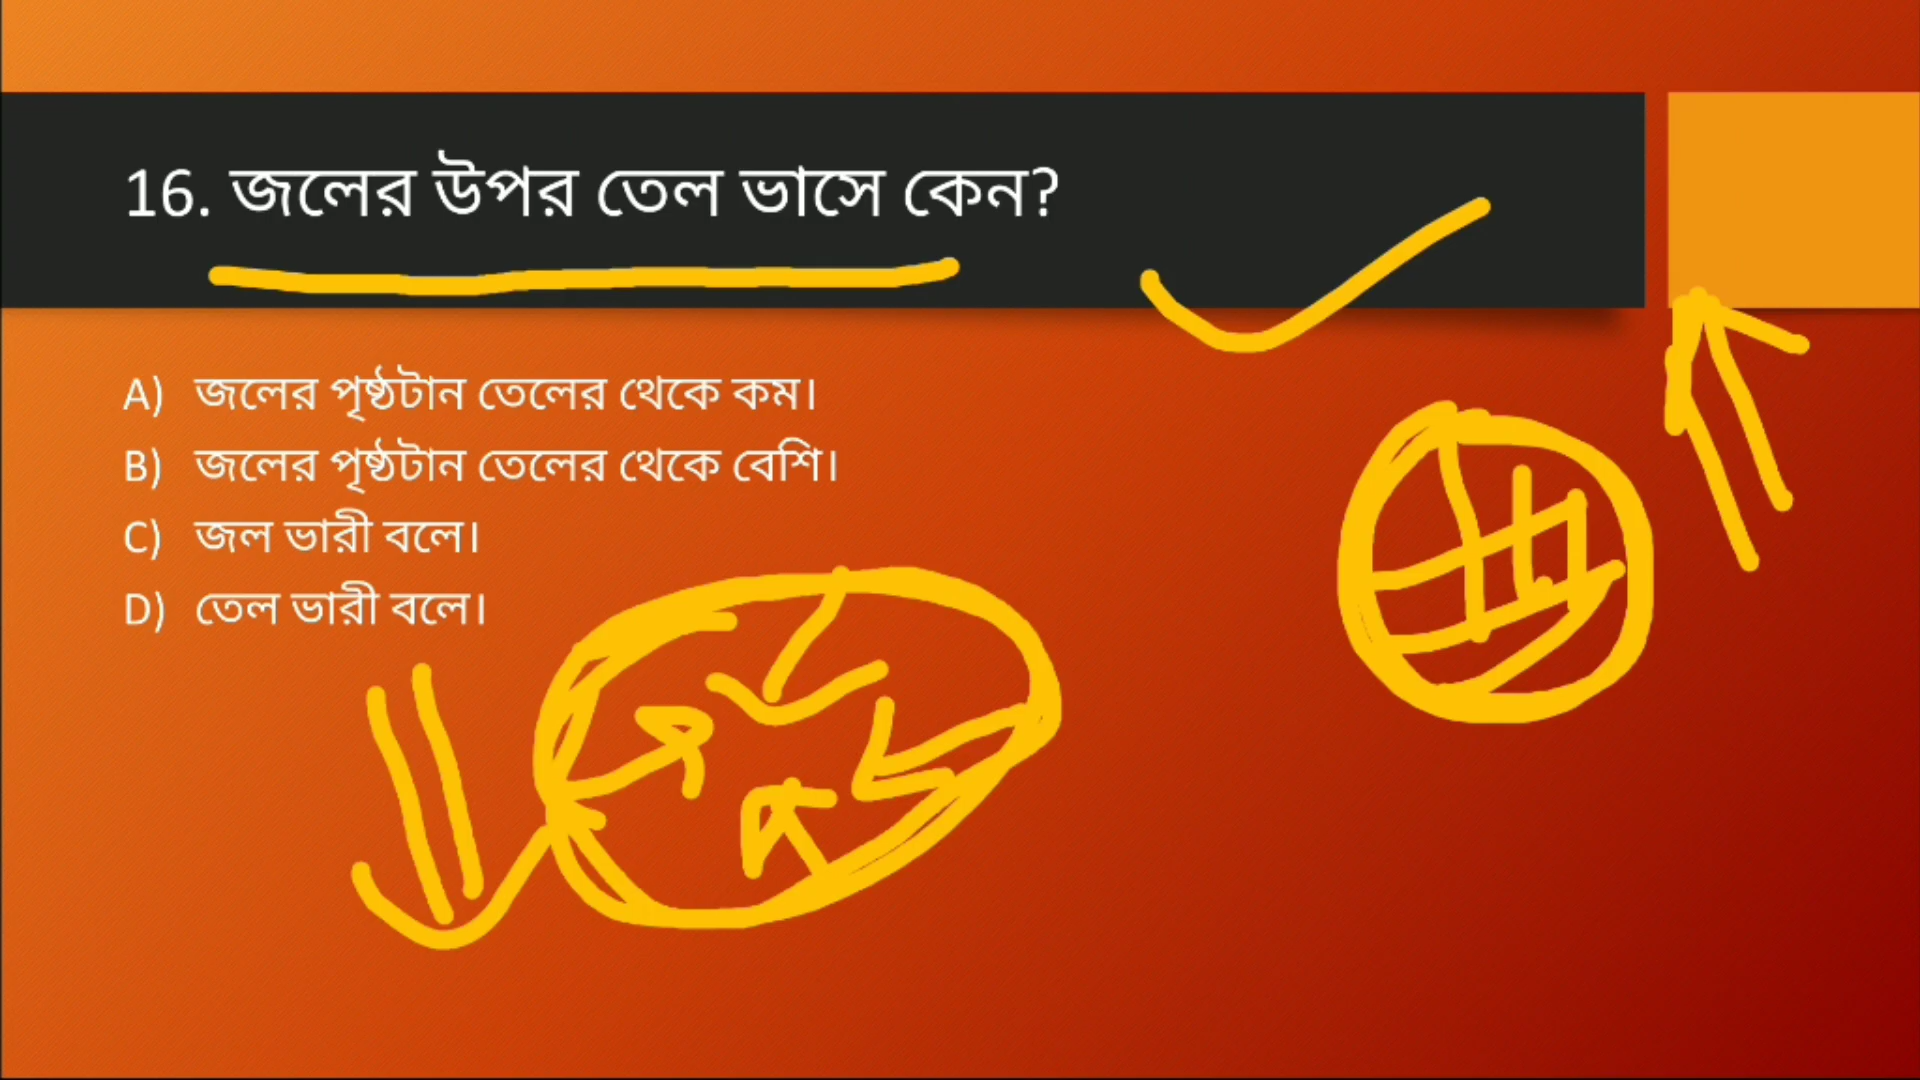 16. জলের উপর তেল ভাসে কেন?
A) জলের পৃষ্ঠটান তেলের থেকে কম।
B) জলের পৃষ্ঠটান তেলের থেকে বেশি।
C) জল ভারী বলে।
D) তেল ভারী বলে।